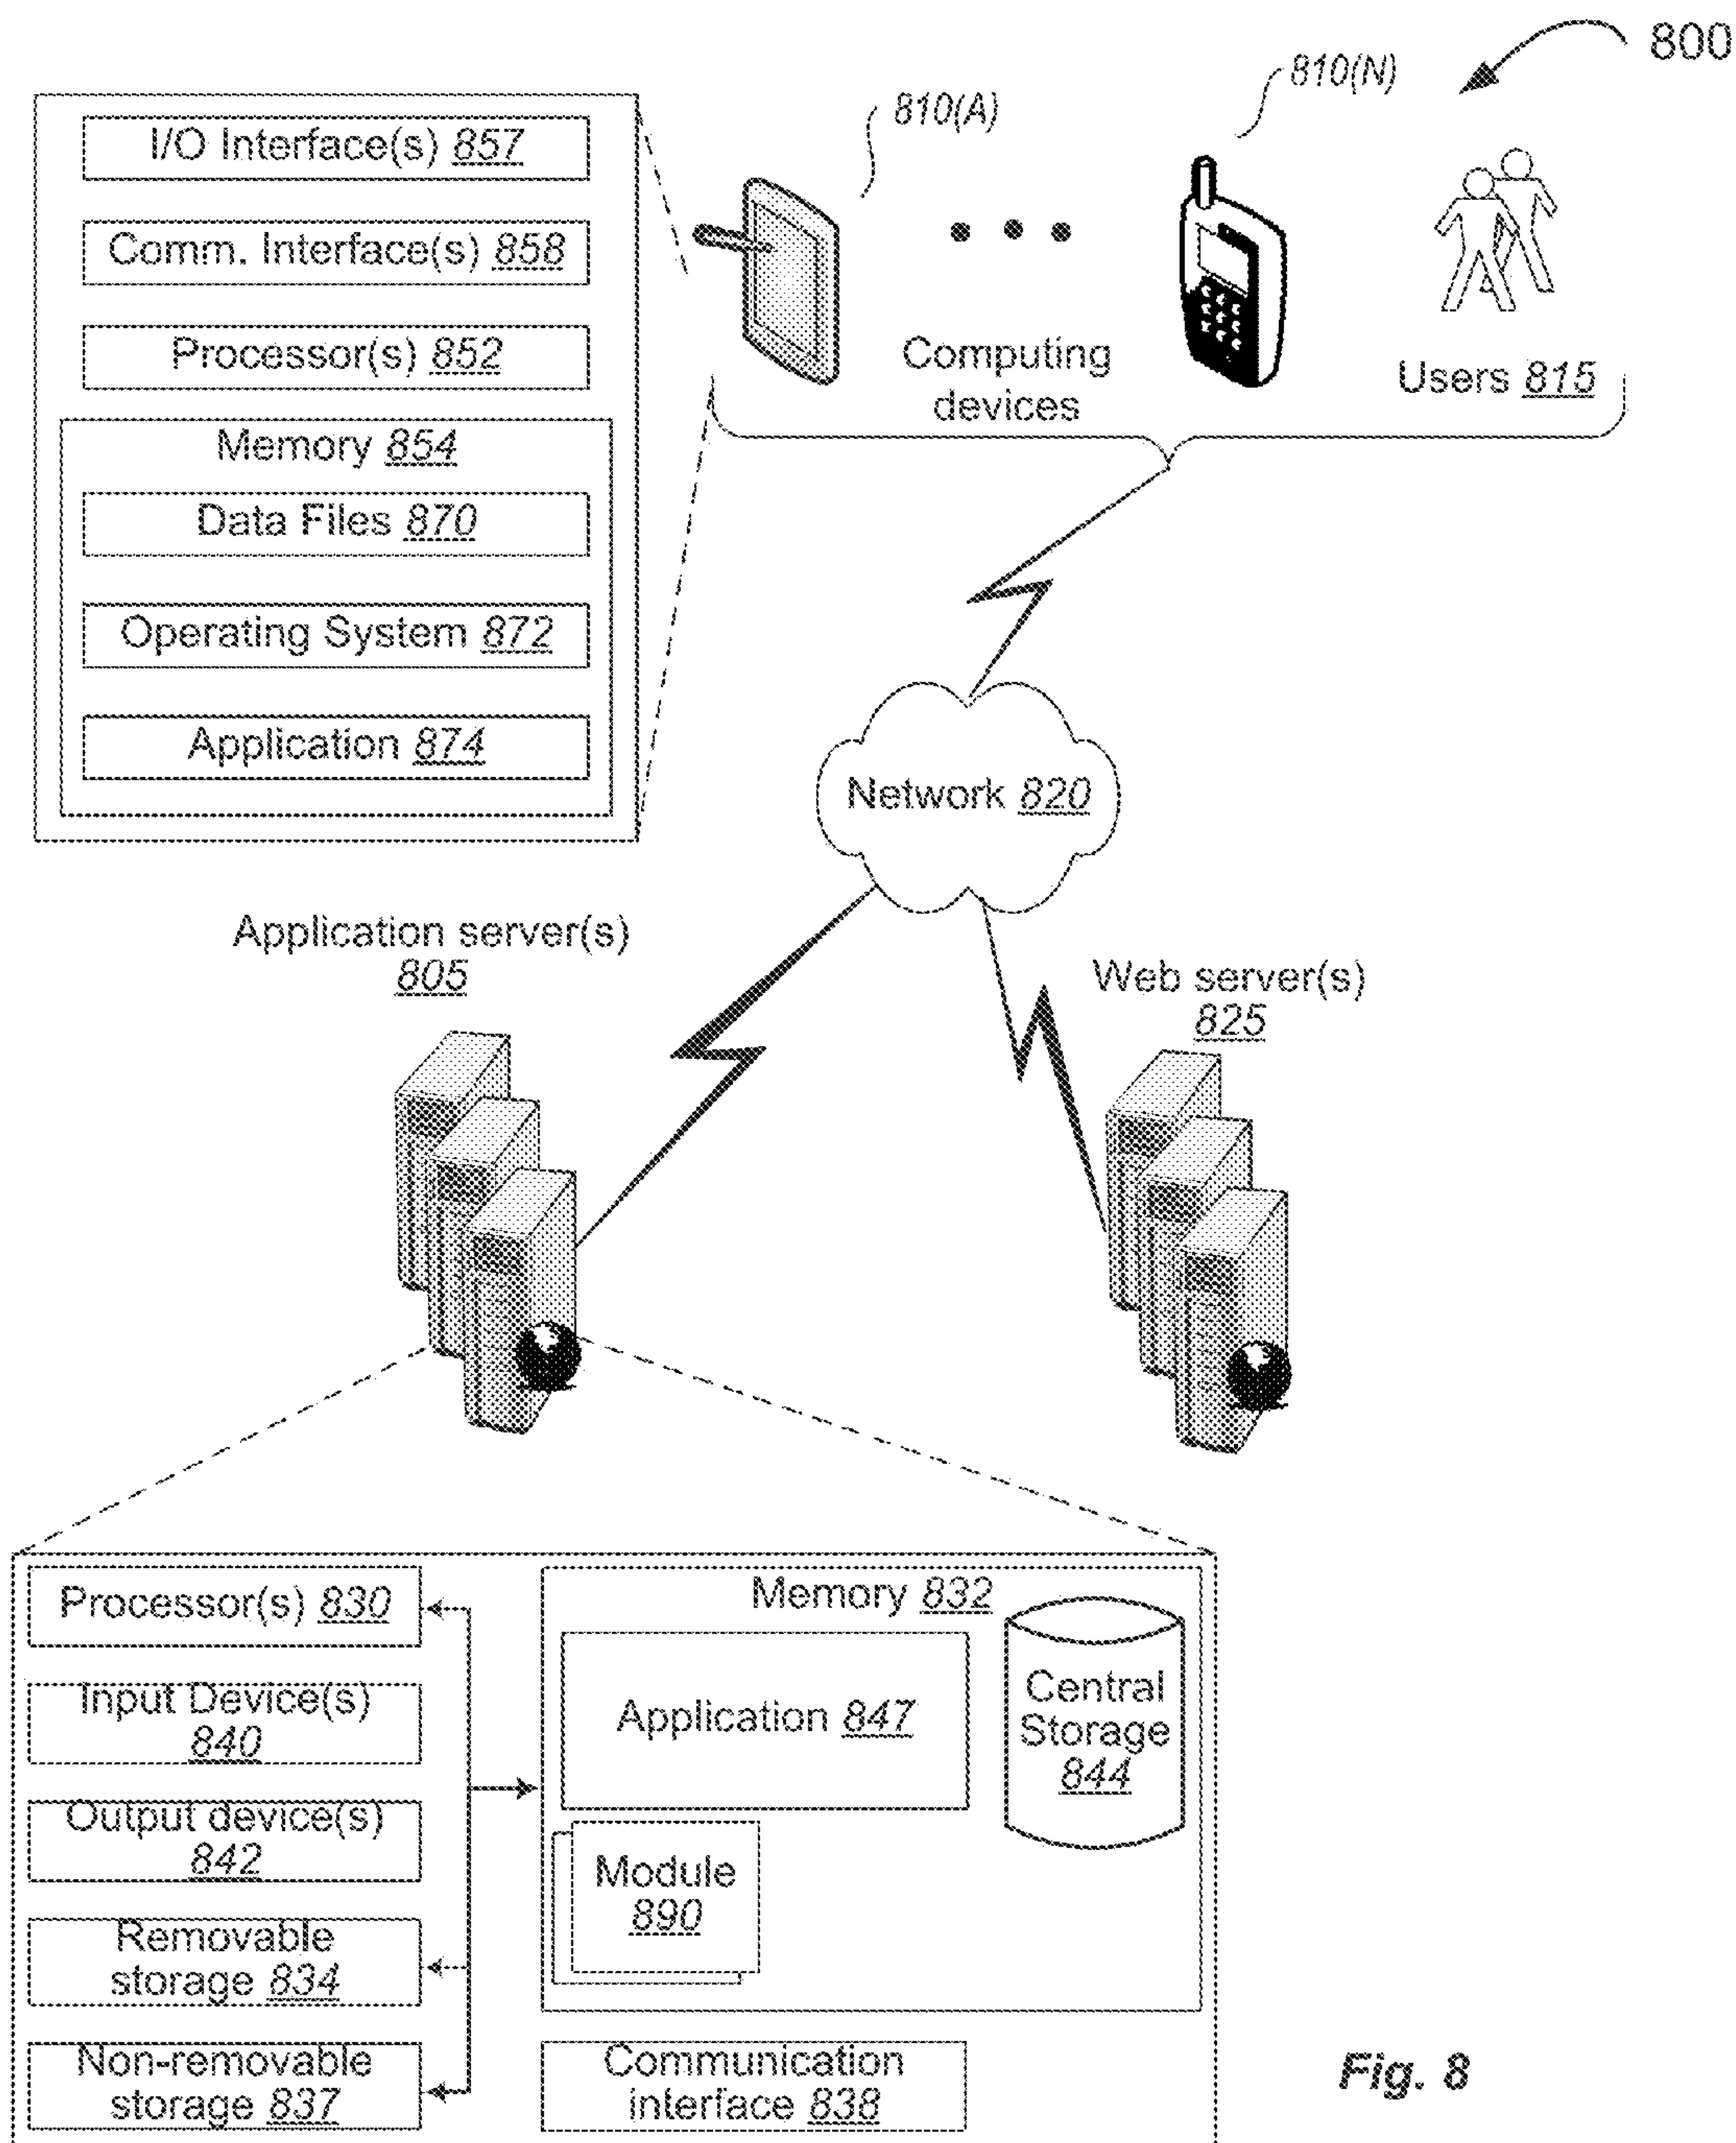 800
810(A)
810(N)
I/O Interface(s) 857
Comm. Interface(s) 858
Processor(s) 852
Memory 854
Data Files 870
Operating System 872
Application 874
Computing
devices
Users 815
Network 820
Application server(s)
805
Web server(s)
825
Processor(s) 830
Input Device(s)
840
Output device(s)
842
Removable
storage 834
Non-removable
storage 837
Memory 832
Application 847
Central
Storage
844
Module
890
Communication
interface 838
Fig. 8